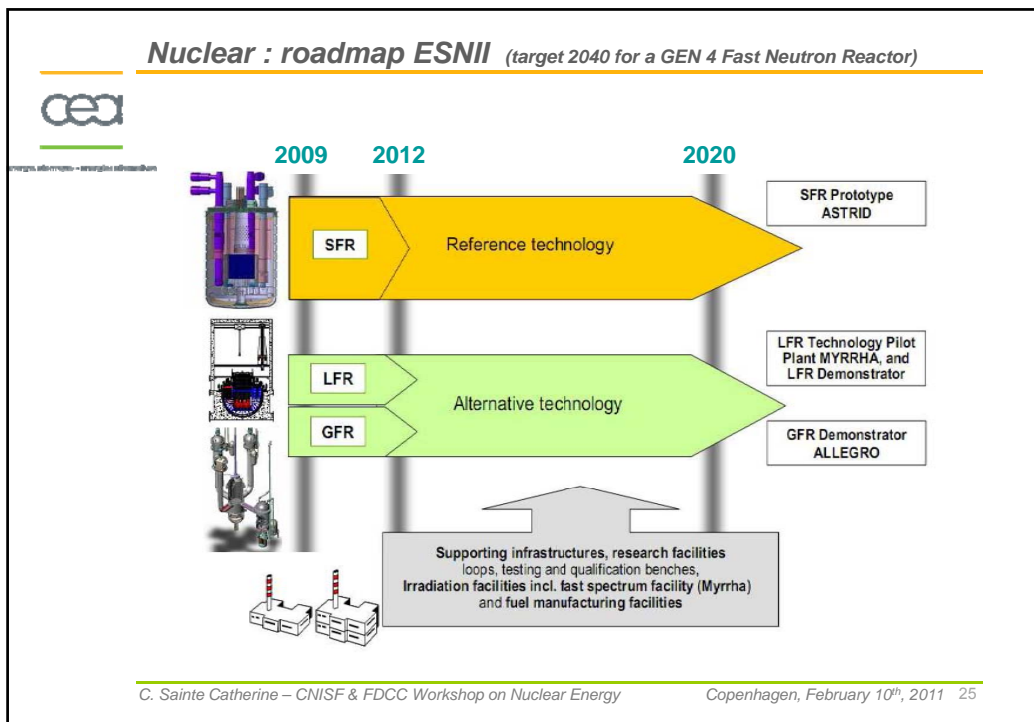 Nuclear : roadmap ESNII (target 2040 for a GEN 4 Fast Neutron Reactor)
cea
2009 2012 2020
SFR Prototype
ASTRID
SFR
Reference technology
LFR Technology Pilot
Plant MYRRHA, and
LFR Demonstrator
LFR
Alternative technology
GFR
GFR Demonstrator
ALLEGRO
Supporting infrastructures, research facilities
loops, testing and qualification benches,
Irradiation facilities incl. fast spectrum facility (Myrrha)
and fuel manufacturing facilities
C. Sainte Catherine – CNISF & FDCC Workshop on Nuclear Energy Copenhagen, February 10th, 2011 25